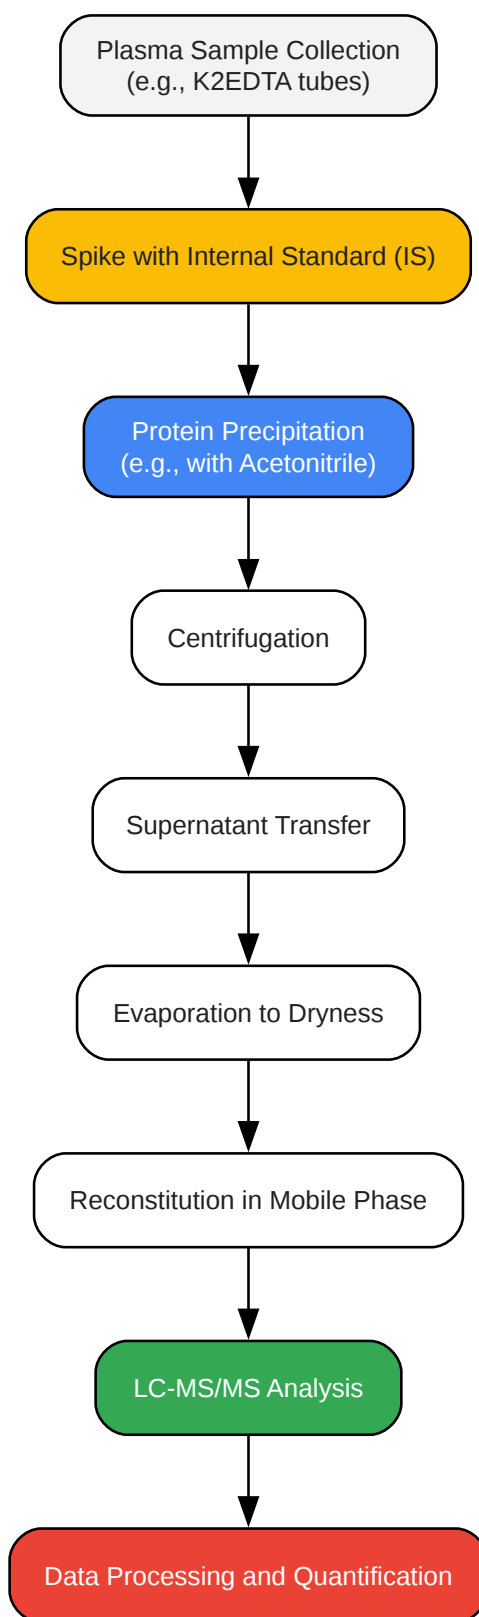 Plasma Sample Collection
(e.g., K2EDTA tubes)
Spike with Internal Standard (IS)
Protein Precipitation
(e.g., with Acetonitrile)
Centrifugation
Supernatant Transfer
Evaporation to Dryness
Reconstitution in Mobile Phase
LC-MS/MS Analysis
Data Processing and Quantification